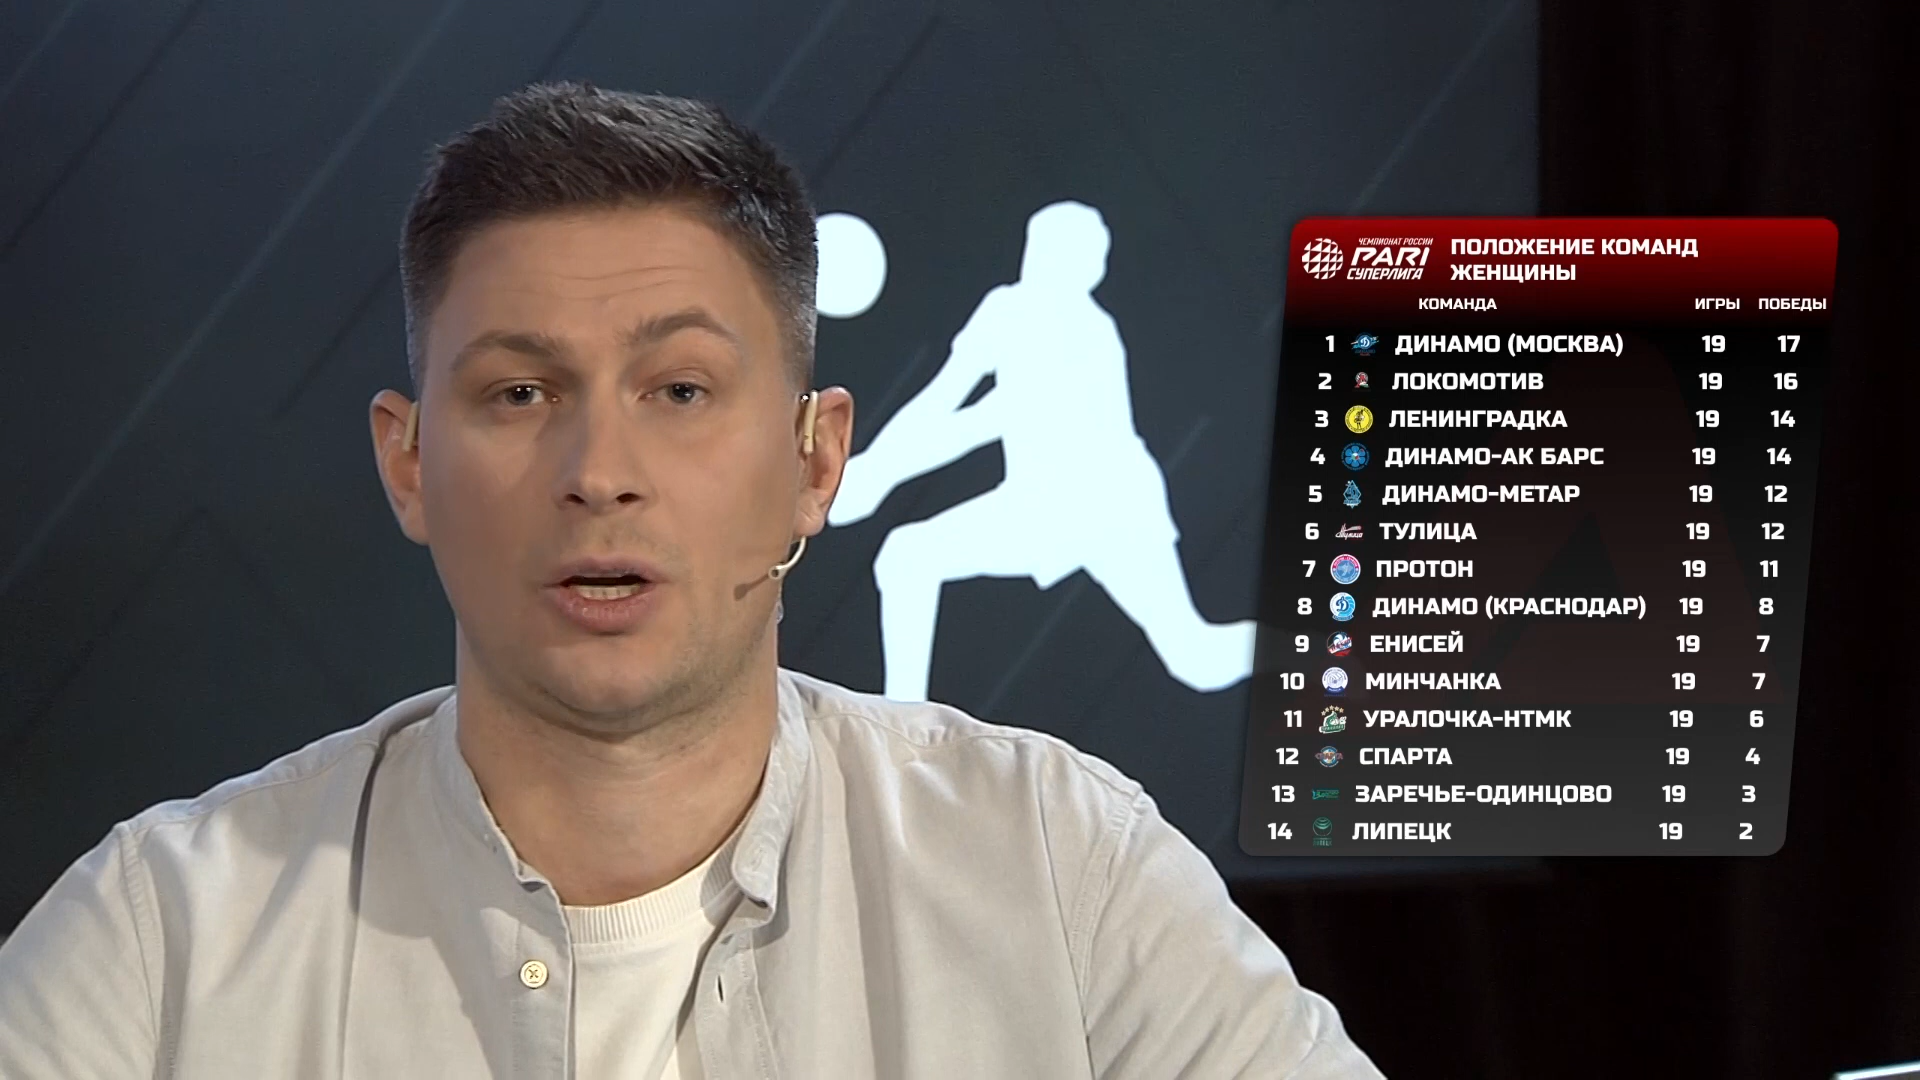 ЧЕМПИОНАТ РОССИИ
PARI
СУПЕРЛИГА
ПОЛОЖЕНИЕ КОМАНД
ЖЕНЩИНЫ
КОМАНДА ИГРЫ ПОБЕДЫ
1 ДИНАМО (МОСКВА) 19 17
2 ЛОКОМОТИВ 19 16
3 ЛЕНИНГРАДКА 19 14
4 ДИНАМО-АК БАРС 19 14
5 ДИНАМО-МЕТАР 19 12
6 ТУЛИЦА 19 12
7 ПРОТОН 19 11
8 ДИНАМО (КРАСНОДАР) 19 8
9 ЕНИСЕЙ 19 7
10 МИНЧАНКА 19 7
11 УРАЛОЧКА-НТМК 19 6
12 СПАРТА 19 4
13 ЗАРЕЧЬЕ-ОДИНЦОВО 19 3
14 ЛИПЕЦК 19 2